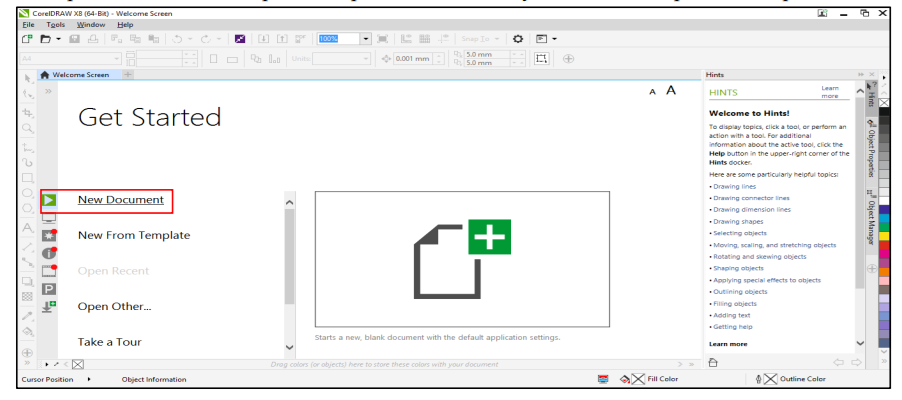 CorelDRAW X8 (64-Bit) - Welcome Screen
File Tools Window Help
100% Snap To
A4 Units: 0.001 mm 5.0 mm
5.0 mm
Welcome Screen
Get Started
A A
New Document
New From Template
Open Recent
Open Other...
Take a Tour
Starts a new, blank document with the default application settings.
Hints
HINTS
Learn
more
Welcome to Hints!
To display topics, click a tool, or perform an
action with a tool. For additional
information about the active tool, click the
Help button in the upper-right corner of the
Hints docker.
Here are some particularly helpful topics:
• Drawing lines
• Drawing connector lines
• Drawing dimension lines
• Drawing shapes
• Selecting objects
• Moving, scaling, and stretching objects
• Rotating and skewing objects
• Shaping objects
• Applying special effects to objects
• Outlining objects
• Filling objects
• Adding text
• Getting help
Learn more
Hints
Object Properties
Object Manager
Drag colors (or objects) here to store these colors with your document
Cursor Position Object Information Fill Color Outline Color